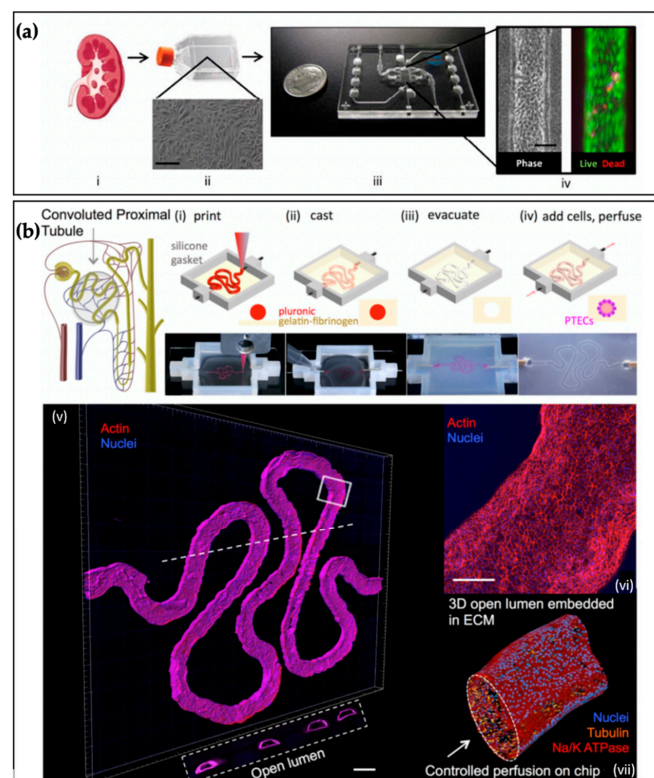 (a)
i
ii
iii
Phase
Live Dead
iv
(b)
Convoluted Proximal
Tubule
(i) print
(ii) cast
(iii) evacuate
(iv) add cells, perfuse
silicone
gasket
pluronic
gelatin-fibrinogen
PTECs
(v)
Actin
Nuclei
Open lumen
Actin
Nuclei
(vi)
3D open lumen embedded
in ECM
Nuclei
Tubulin
Na/K ATPase
Controlled perfusion on chip
(vii)